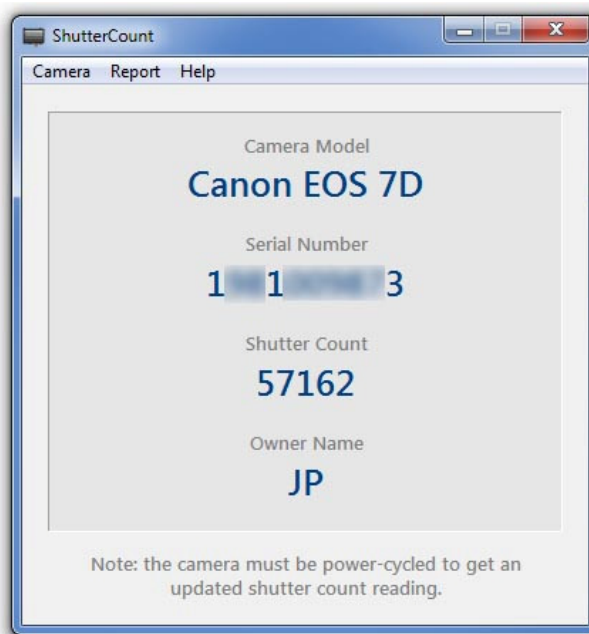 ShutterCount
Camera Report Help
Camera Model
Canon EOS 7D
Serial Number
Shutter Count
57162
Owner Name
JP
Note: the camera must be power-cycled to get an
updated shutter count reading.